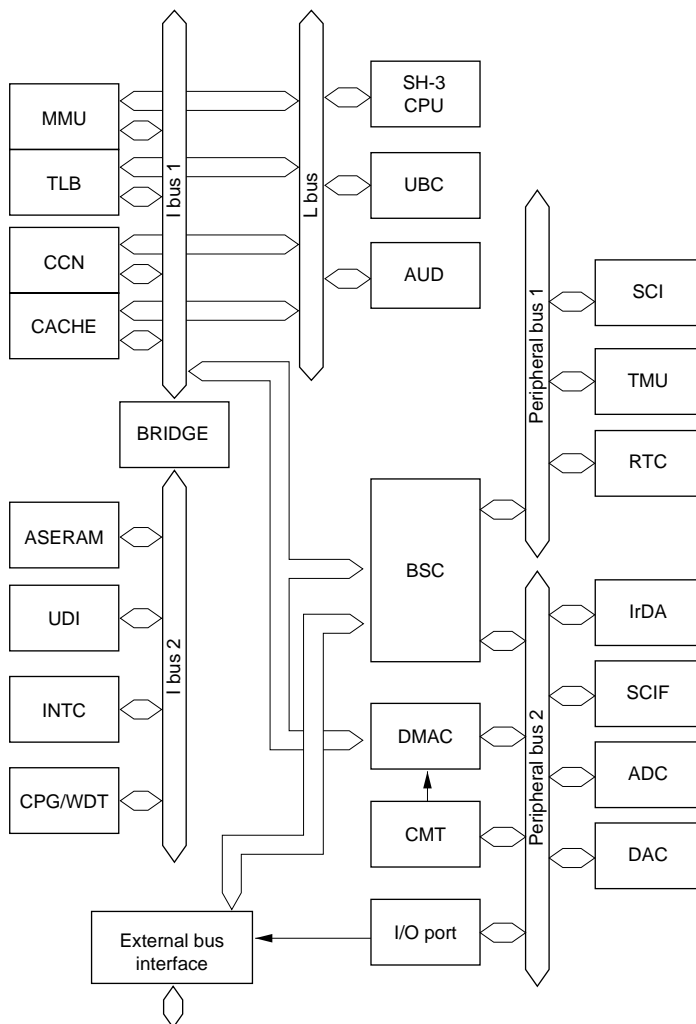 MMU
TLB
CCN
CACHE
I bus 1
L bus
SH-3
CPU
UBC
AUD
BRIDGE
ASERAM
UDI
INTC
CPG/WDT
I bus 2
BSC
DMAC
CMT
I/O port
External bus
interface
Peripheral bus 1
SCI
TMU
RTC
Peripheral bus 2
IrDA
SCIF
ADC
DAC